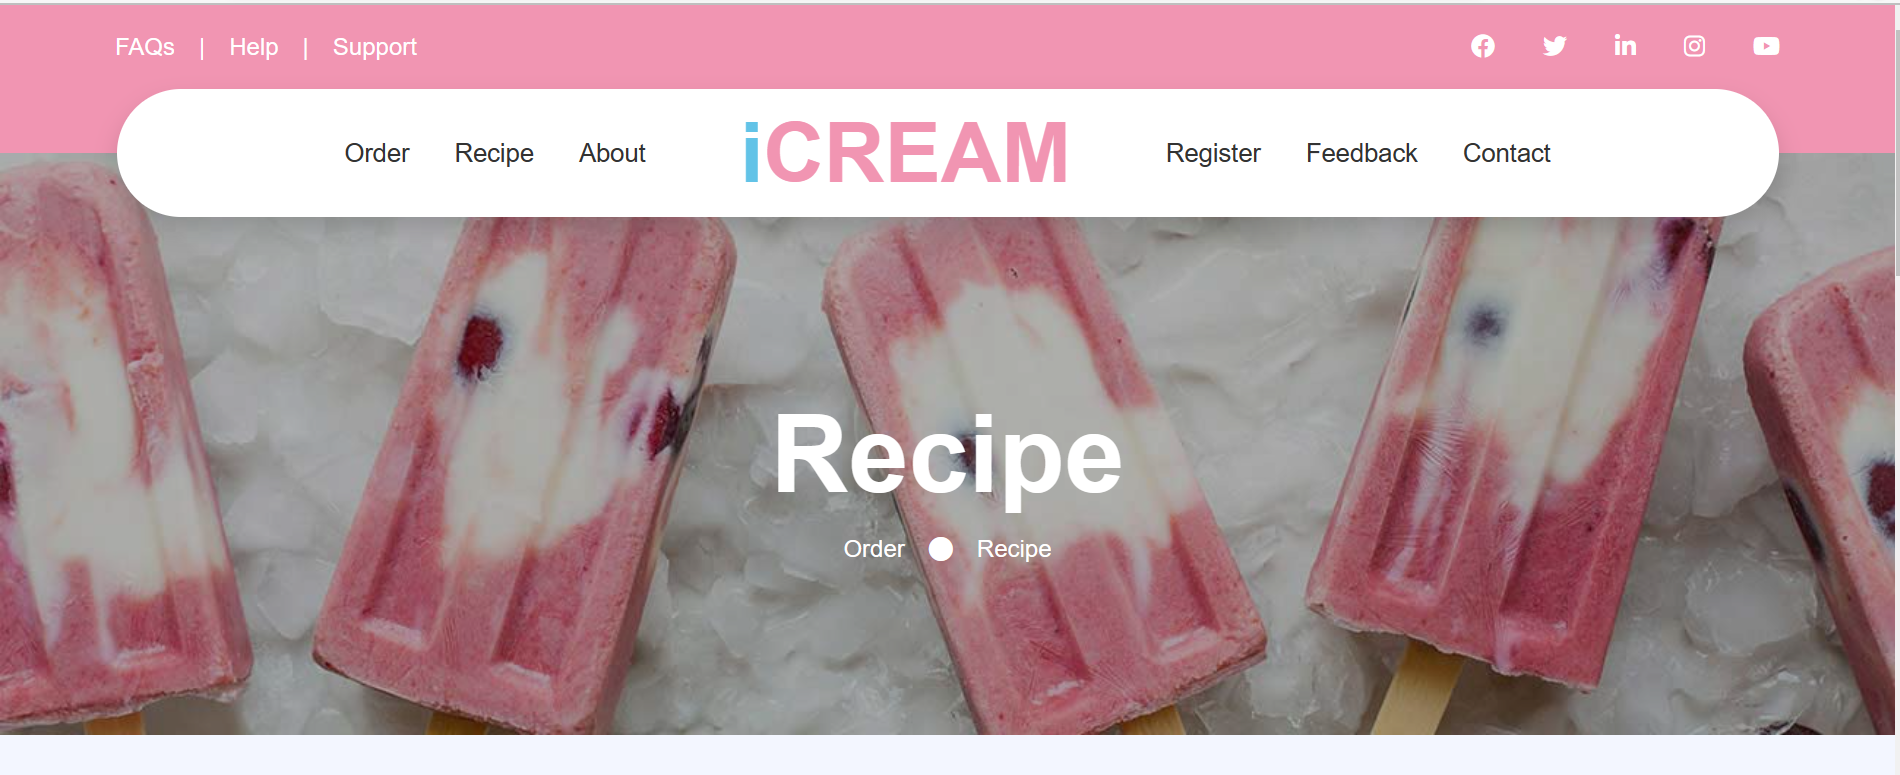 FAQs | Help | Support
Order Recipe About iCREAM Register Feedback Contact
Recipe
Order Recipe